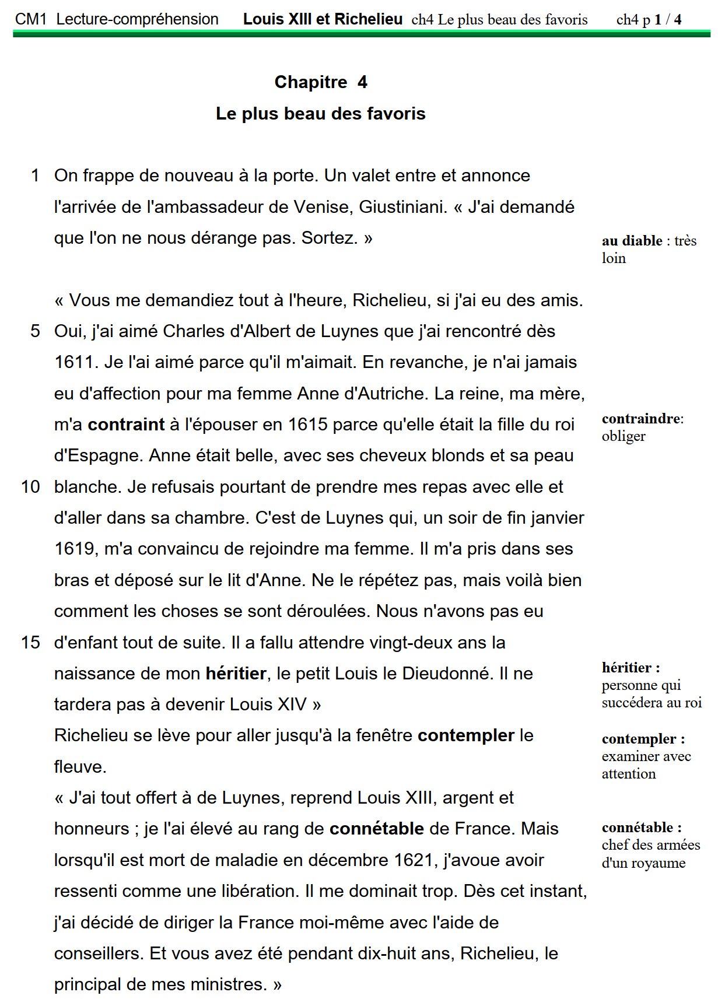 CM1 Lecture-compréhension Louis XIII et Richelieu ch4 Le plus beau des favoris ch4 p 1 / 4
Chapitre 4
Le plus beau des favoris
1 On frappe de nouveau à la porte. Un valet entre et annonce
l'arrivée de l'ambassadeur de Venise, Giustiniani. « J'ai demandé
que l'on ne nous dérange pas. Sortez. »
au diable : très
loin
« Vous me demandiez tout à l'heure, Richelieu, si j'ai eu des amis.
5 Oui, j'ai aimé Charles d'Albert de Luynes que j'ai rencontré dès
1611. Je l'ai aimé parce qu'il m'aimait. En revanche, je n'ai jamais
eu d'affection pour ma femme Anne d'Autriche. La reine, ma mère,
m'a contraint à l'épouser en 1615 parce qu'elle était la fille du roi
contraindre:
obliger
d'Espagne. Anne était belle, avec ses cheveux blonds et sa peau
10 blanche. Je refusais pourtant de prendre mes repas avec elle et
d'aller dans sa chambre. C'est de Luynes qui, un soir de fin janvier
1619, m'a convaincu de rejoindre ma femme. Il m'a pris dans ses
bras et déposé sur le lit d'Anne. Ne le répétez pas, mais voilà bien
comment les choses se sont déroulées. Nous n'avons pas eu
15 d'enfant tout de suite. Il a fallu attendre vingt-deux ans la
naissance de mon héritier, le petit Louis le Dieudonné. Il ne
tardera pas à devenir Louis XIV »
héritier :
personne qui
succédera au roi
Richelieu se lève pour aller jusqu'à la fenêtre contempler le
fleuve.
contempler :
examiner avec
attention
« J'ai tout offert à de Luynes, reprend Louis XIII, argent et
honneurs ; je l'ai élevé au rang de connétable de France. Mais
lorsqu'il est mort de maladie en décembre 1621, j'avoue avoir
connétable :
chef des armées
d'un royaume
ressenti comme une libération. Il me dominait trop. Dès cet instant,
j'ai décidé de diriger la France moi-même avec l'aide de
conseillers. Et vous avez été pendant dix-huit ans, Richelieu, le
principal de mes ministres. »